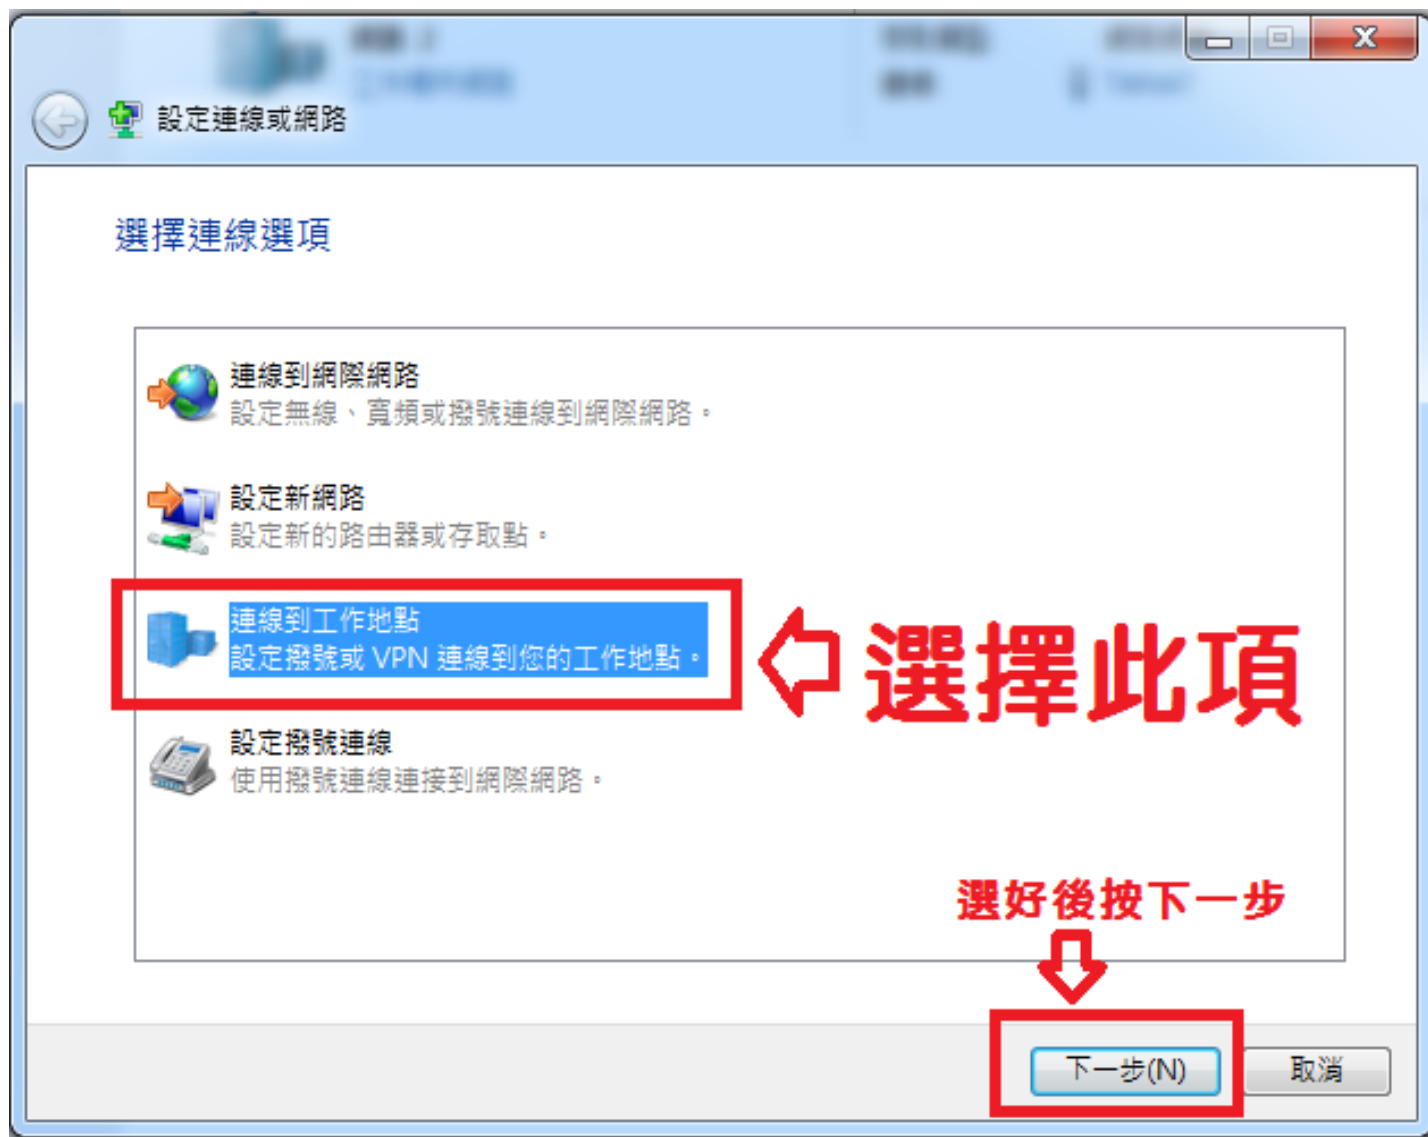 設定連線或網路
選擇連線選項
連線到網際網路
設定無線、寬頻或撥號連線到網際網路。
設定新網路
設定新的路由器或存取點。
連線到工作地點
設定撥號或 VPN 連線到您的工作地點。
選擇此項
設定撥號連線
使用撥號連線連接到網際網路。
選好後按下一步
下一步(N)
取消